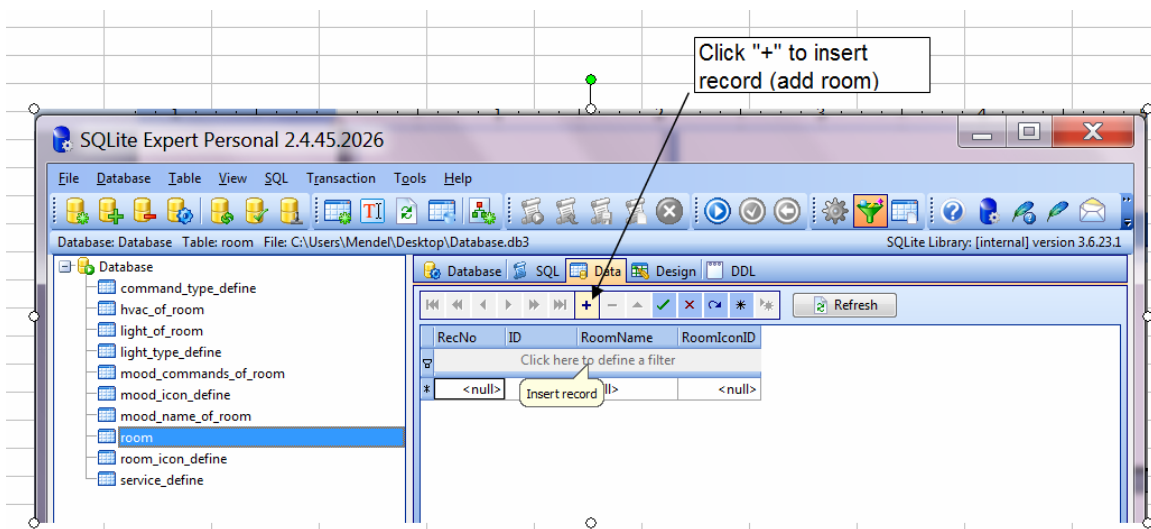 Click "+" to insert
record (add room)
SQLite Expert Personal 2.4.45.2026
File Database Table View SQL Transaction Tools Help
Database: Database Table: room File: C:\Users\Mendel\Desktop\Database.db3 SQLite Library: [internal] version 3.6.23.1
Database
command_type_define
hvac_of_room
light_of_room
light_type_define
mood_commands_of_room
mood_icon_define
mood_name_of_room
room
room_icon_define
service_define
Database SQL Data Design DDL
Refresh
RecNo ID RoomName RoomIconID
Click here to define a filter
<null> ll> <null>
Insert record